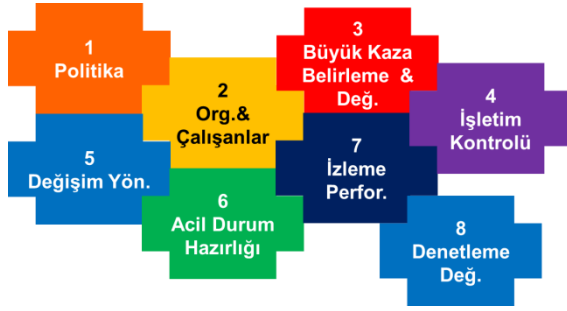 1
Politika
2
Org.&
Çalışanlar
3
Büyük Kaza
Belirleme &
Değ.
4
İşletim
Kontrolü
5
Değişim Yön.
6
Acil Durum
Hazırlığı
7
İzleme
Perfor.
8
Denetleme
Değ.